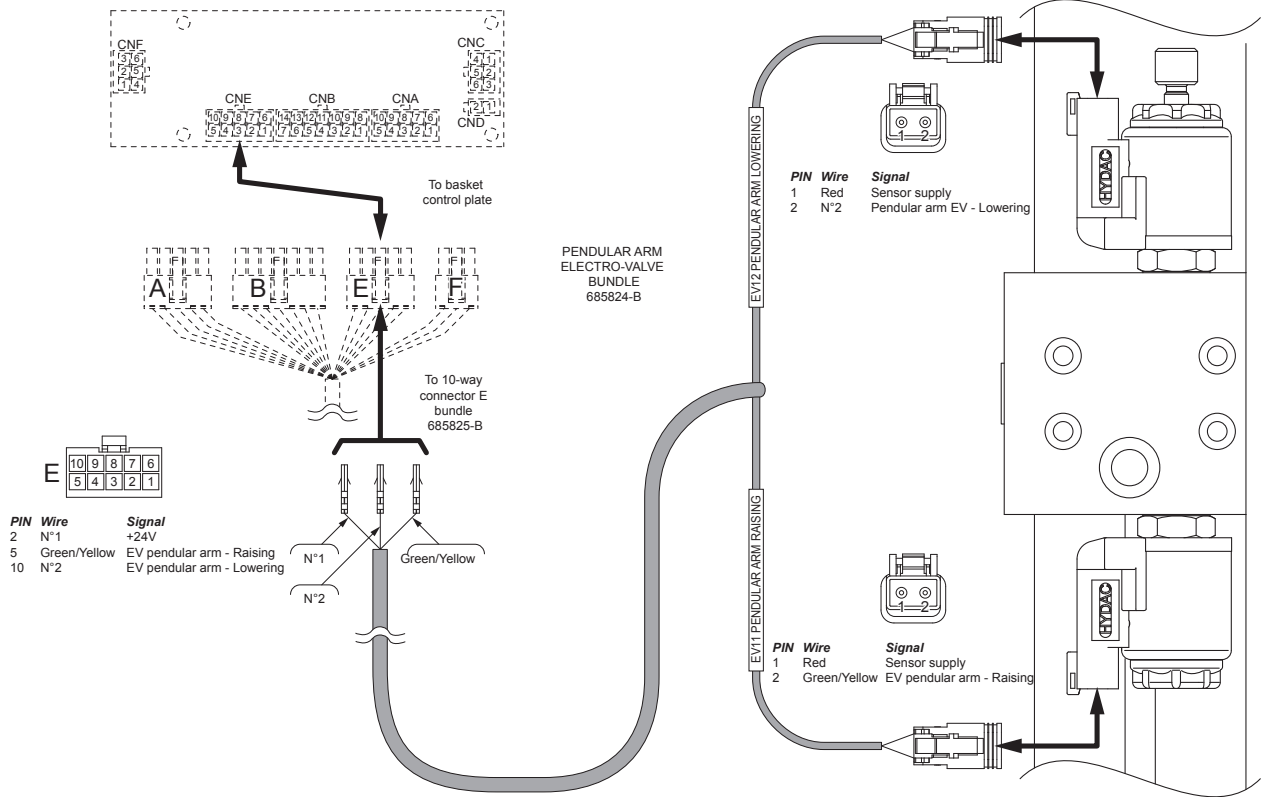 CNF
3 6
2 5
1 4
CNC
4 1
5 2
6 3
2 1
CND
CNE
10 9 8 7 6
5 4 3 2 1
CNB
14 13 12 11 10 9 8
7 6 5 4 3 2 1
CNA
10 9 8 7 6
5 4 3 2 1
To basket
control plate
F
A
F
B
F
E
F
F
PENDULAR ARM
ELECTRO-VALVE
BUNDLE
685824-B
To 10-way
connector E
bundle
685825-B
E
10 9 8 7 6
5 4 3 2 1
PIN Wire Signal
2 N°1 +24V
5 Green/Yellow EV pendular arm - Raising
10 N°2 EV pendular arm - Lowering
N°1
N°2
Green/Yellow
EV12 PENDULAR ARM LOWERING
EV11 PENDULAR ARM RAISING
1 2
PIN Wire Signal
1 Red Sensor supply
2 N°2 Pendular arm EV - Lowering
HYDAC
1 2
PIN Wire Signal
1 Red Sensor supply
2 Green/Yellow EV pendular arm - Raising
HYDAC